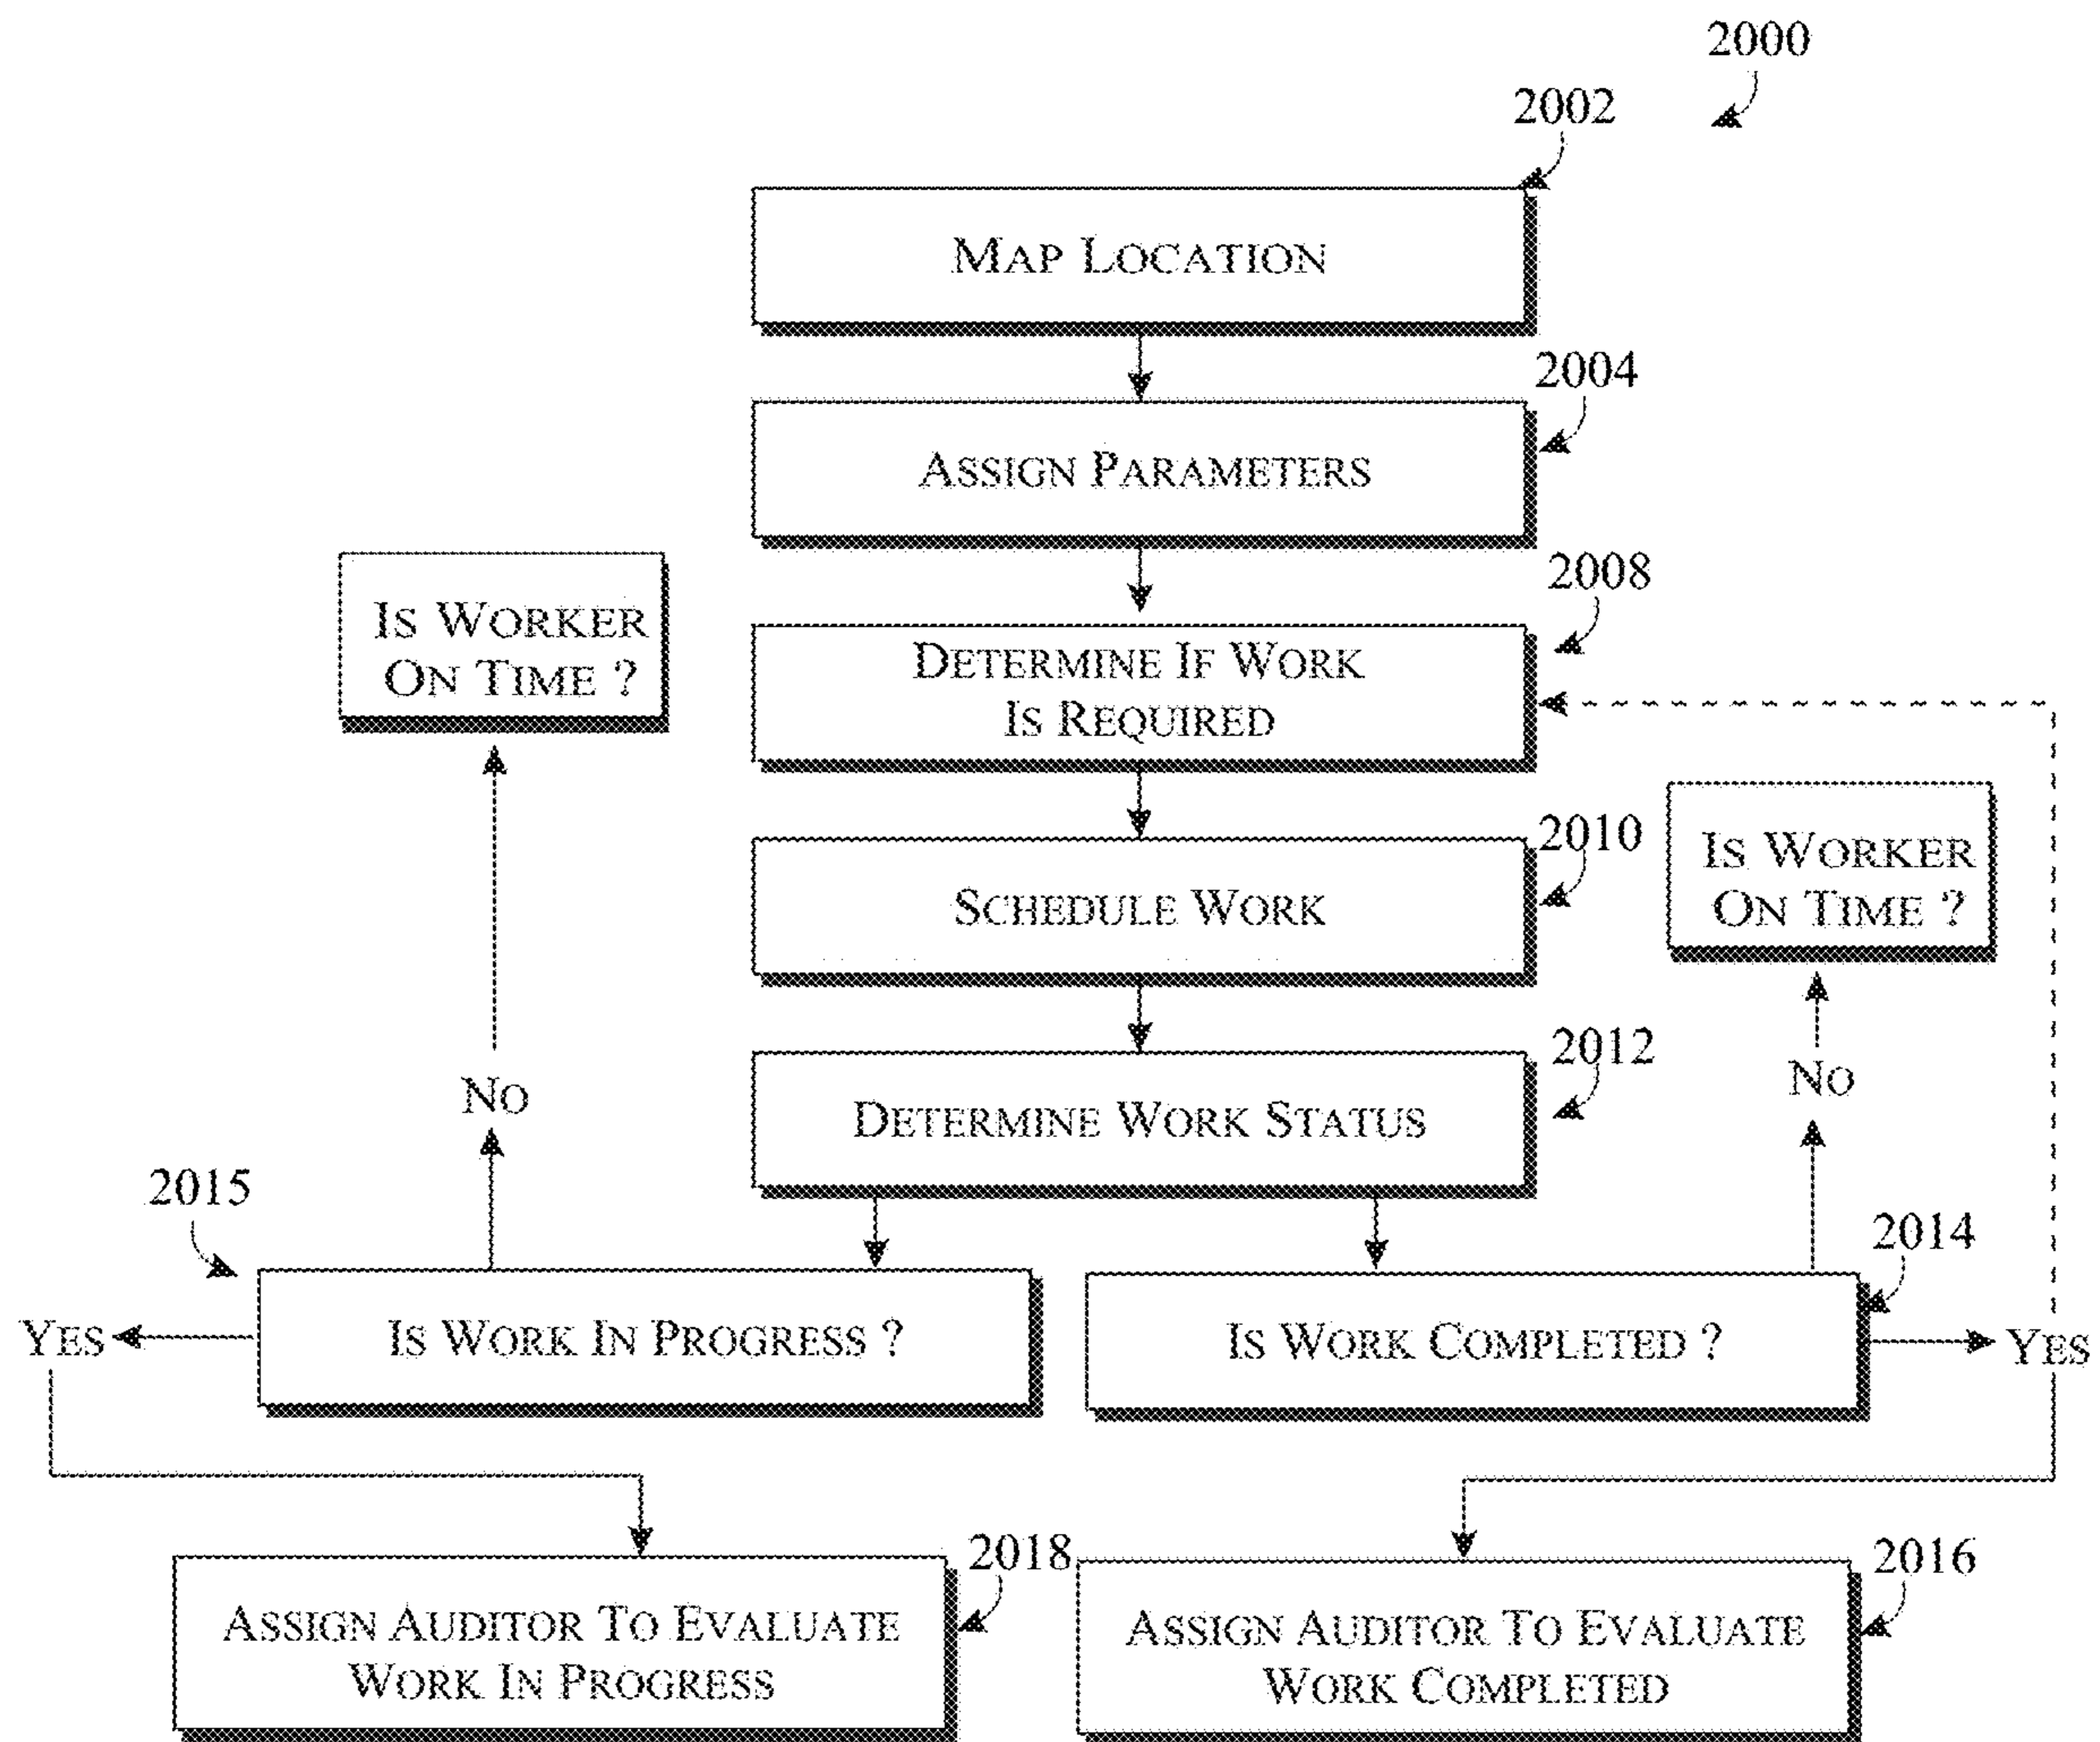 2000
2002
MAP LOCATION
2004
ASSIGN PARAMETERS
2008
IS WORKER
ON TIME ?
DETERMINE IF WORK
IS REQUIRED
2010
IS WORKER
ON TIME ?
SCHEDULE WORK
2012
NO
NO
DETERMINE WORK STATUS
2015
2014
YES
IS WORK IN PROGRESS ?
IS WORK COMPLETED ?
YES
2018
2016
ASSIGN AUDITOR TO EVALUATE
WORK IN PROGRESS
ASSIGN AUDITOR TO EVALUATE
WORK COMPLETED